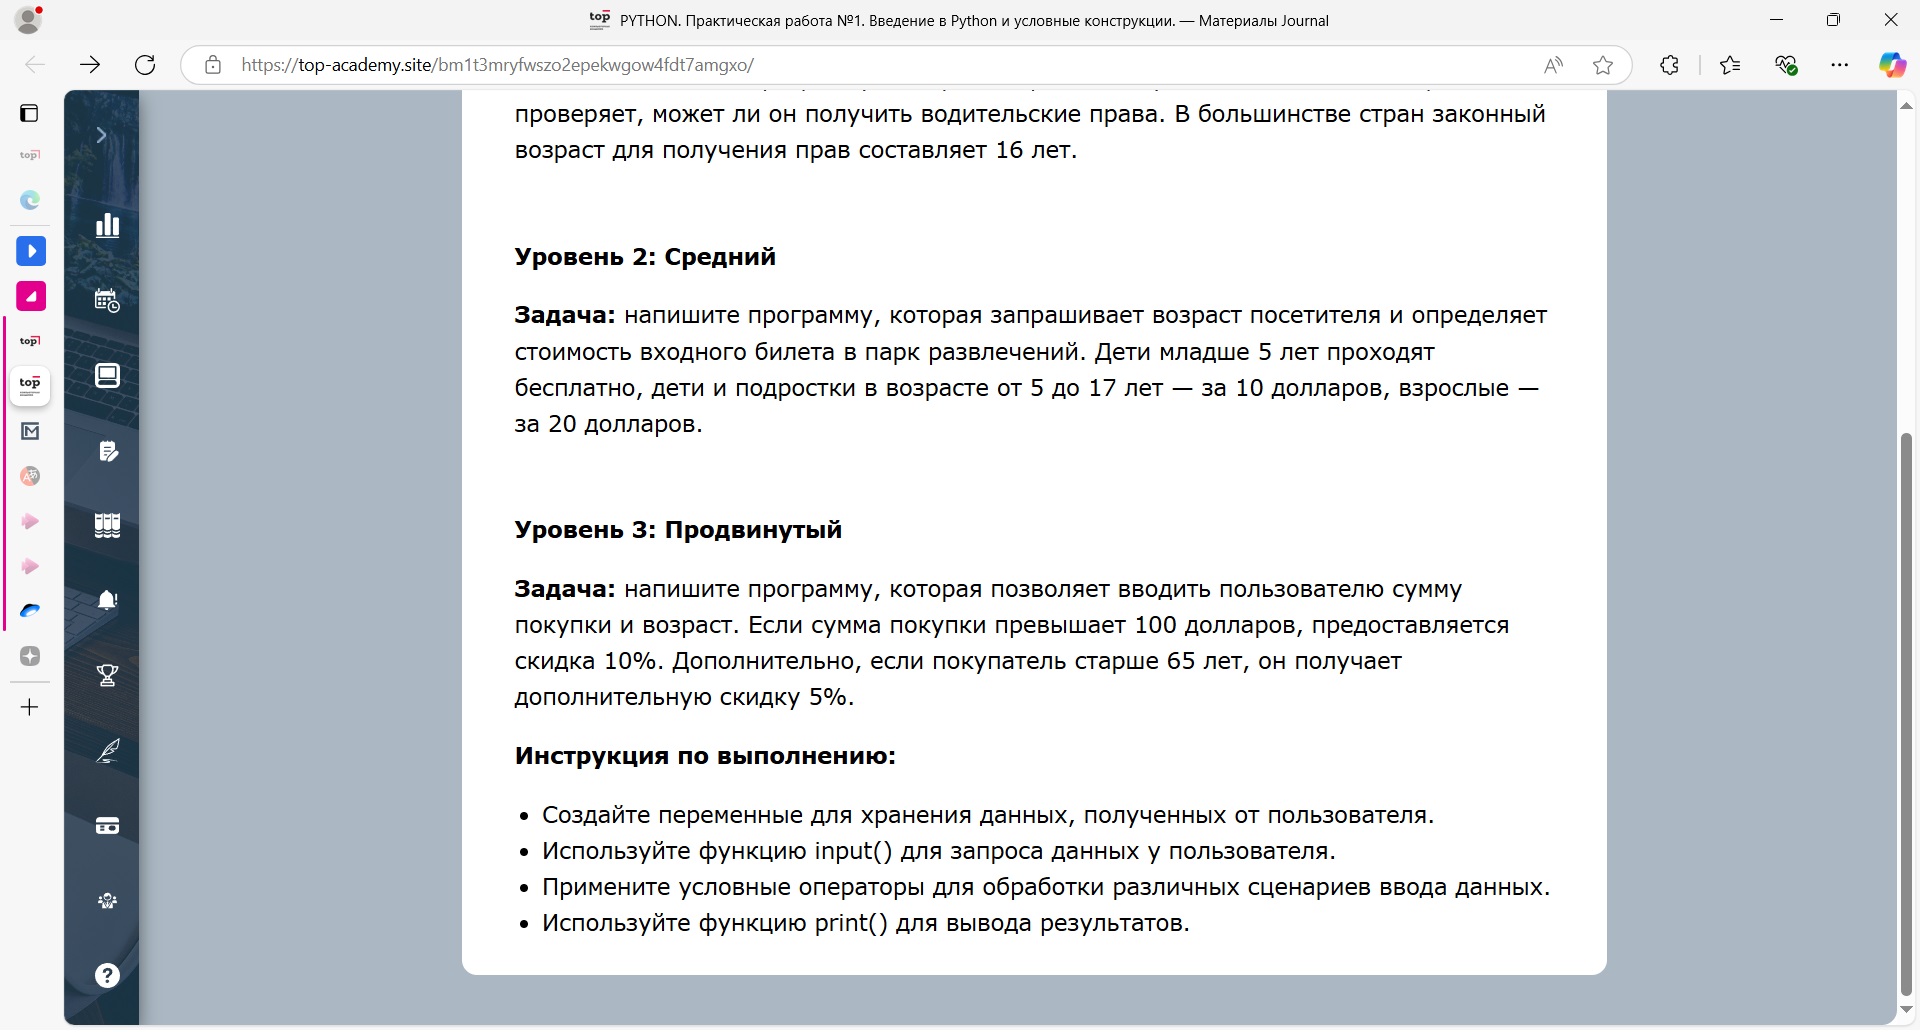 top PYTHON. Практическая работа №1. Введение в Python и условные конструкции. — Материалы Journal
https://top-academy.site/bm1t3mryfwszo2epekwgow4fdt7amgxo/
проверяет, может ли он получить водительские права. В большинстве стран законный
возраст для получения прав составляет 16 лет.
Уровень 2: Средний
Задача: напишите программу, которая запрашивает возраст посетителя и определяет
стоимость входного билета в парк развлечений. Дети младше 5 лет проходят
бесплатно, дети и подростки в возрасте от 5 до 17 лет — за 10 долларов, взрослые —
за 20 долларов.
Уровень 3: Продвинутый
Задача: напишите программу, которая позволяет вводить пользователю сумму
покупки и возраст. Если сумма покупки превышает 100 долларов, предоставляется
скидка 10%. Дополнительно, если покупатель старше 65 лет, он получает
дополнительную скидку 5%.
Инструкция по выполнению:
• Создайте переменные для хранения данных, полученных от пользователя.
• Используйте функцию input() для запроса данных у пользователя.
• Примените условные операторы для обработки различных сценариев ввода данных.
• Используйте функцию print() для вывода результатов.
top
top
top